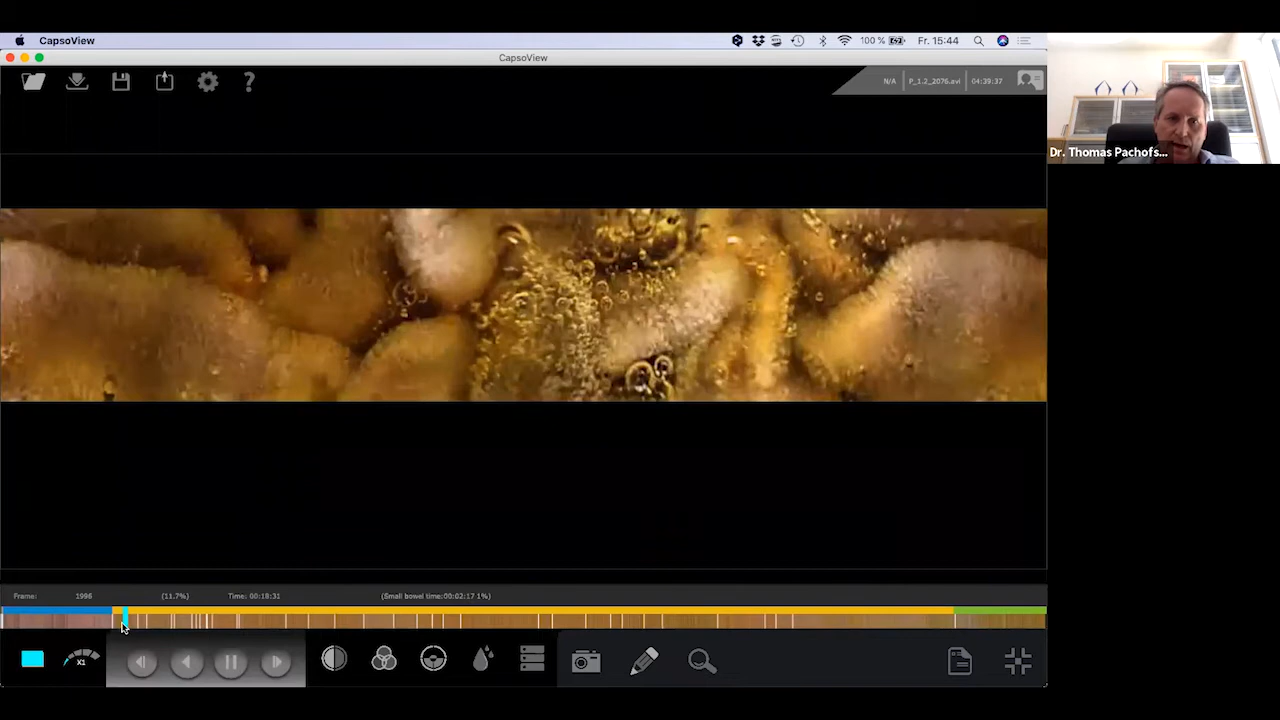 CapsoView
100 %
Fr. 15:44
CapsoView
N/A
P_1.2_2076.avi
04:39:37
Dr. Thomas Pachofs...
Frame:
1996
(11.7%)
Time: 00:18:31
(Small bowel time:00:02:17 1%)
X1